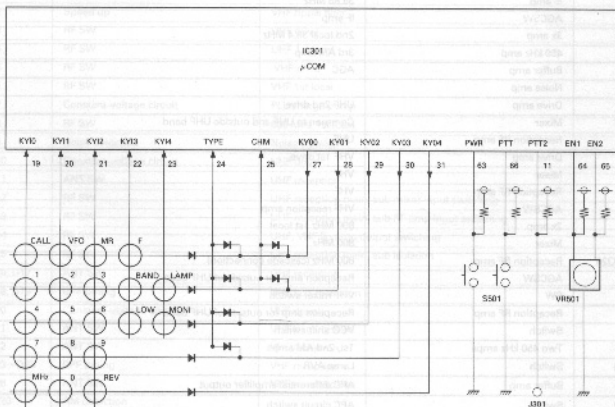 IC301
μ COM
KYI0 KYI1 KYI2 KYI3 KYI4 TYPE CHM KY00 KY01 KY02 KY03 KY04 PWR PTT PTT2 EN1 EN2
19 20 21 22 23 24 25 27 28 29 30 31 63 66 11 64 65
CALL VFO MR F
1 2 3 BAND LAMP
4 5 6 LOW MONI
S501 VR501
7 8 9
MHz 0 REV
J301